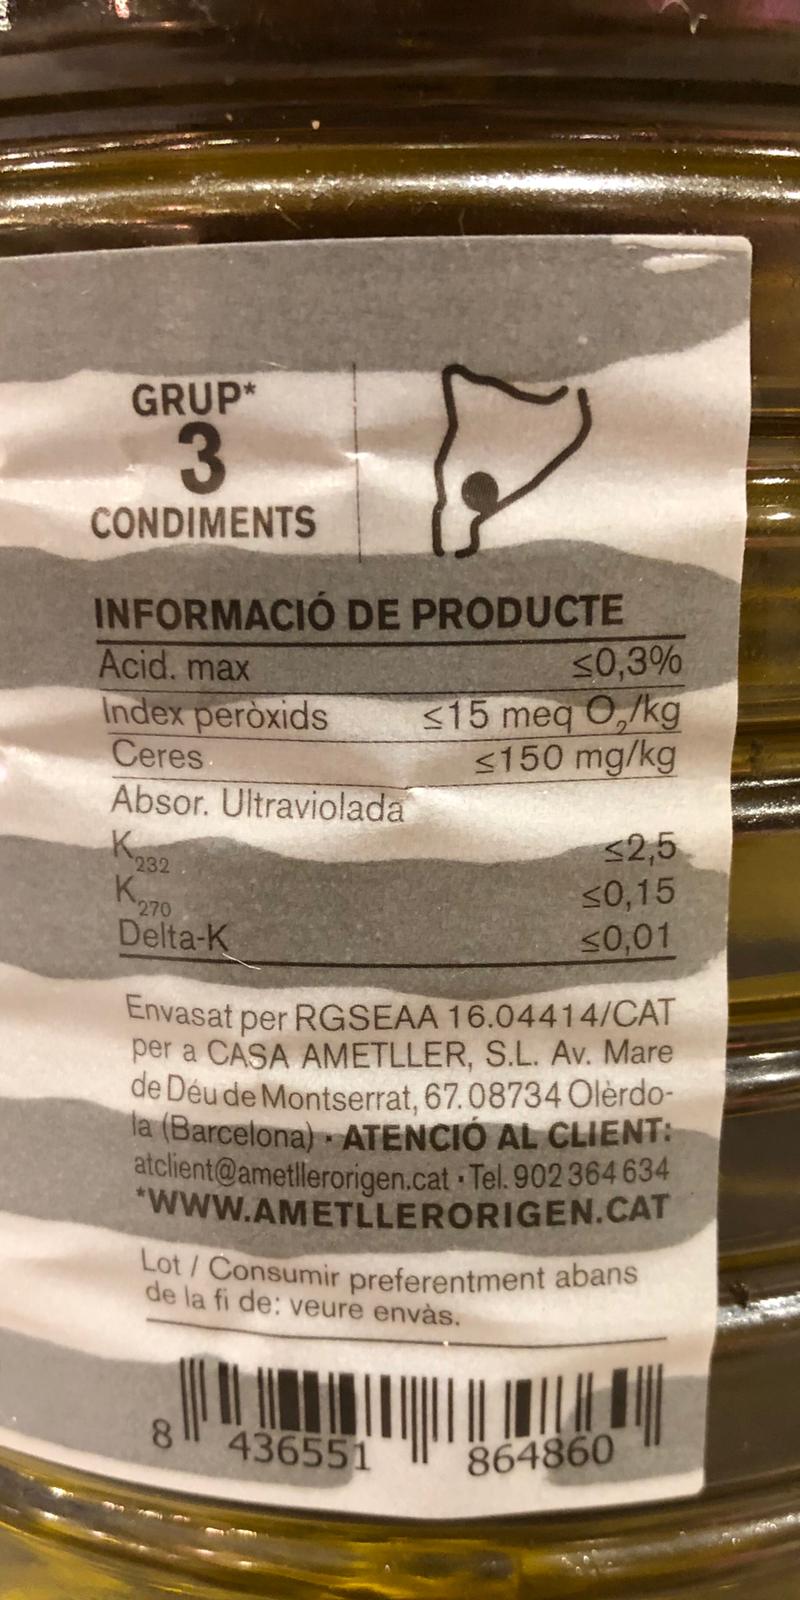 GRUP*
3
CONDIMENTS
INFORMACIÓ DE PRODUCTE
Acid. max ≤0,3%
Index peròxids ≤15 meq O₂/kg
Ceres ≤150 mg/kg
Absor. Ultraviolada
K₂₃₂ ≤2,5
K₂₇₀ ≤0,15
Delta-K ≤0,01
Envasat per RGSEAA 16.04414/CAT
per a CASA AMETLLER, S.L. Av. Mare
de Déu de Montserrat, 67. 08734 Olèrdo-
la (Barcelona) · ATENCIÓ AL CLIENT:
atclient@ametllerorigen.cat · Tel. 902 364 634
*WWW.AMETLLERORIGEN.CAT
Lot / Consumir preferentment abans
de la fi de: veure envàs.
8 436551 864860